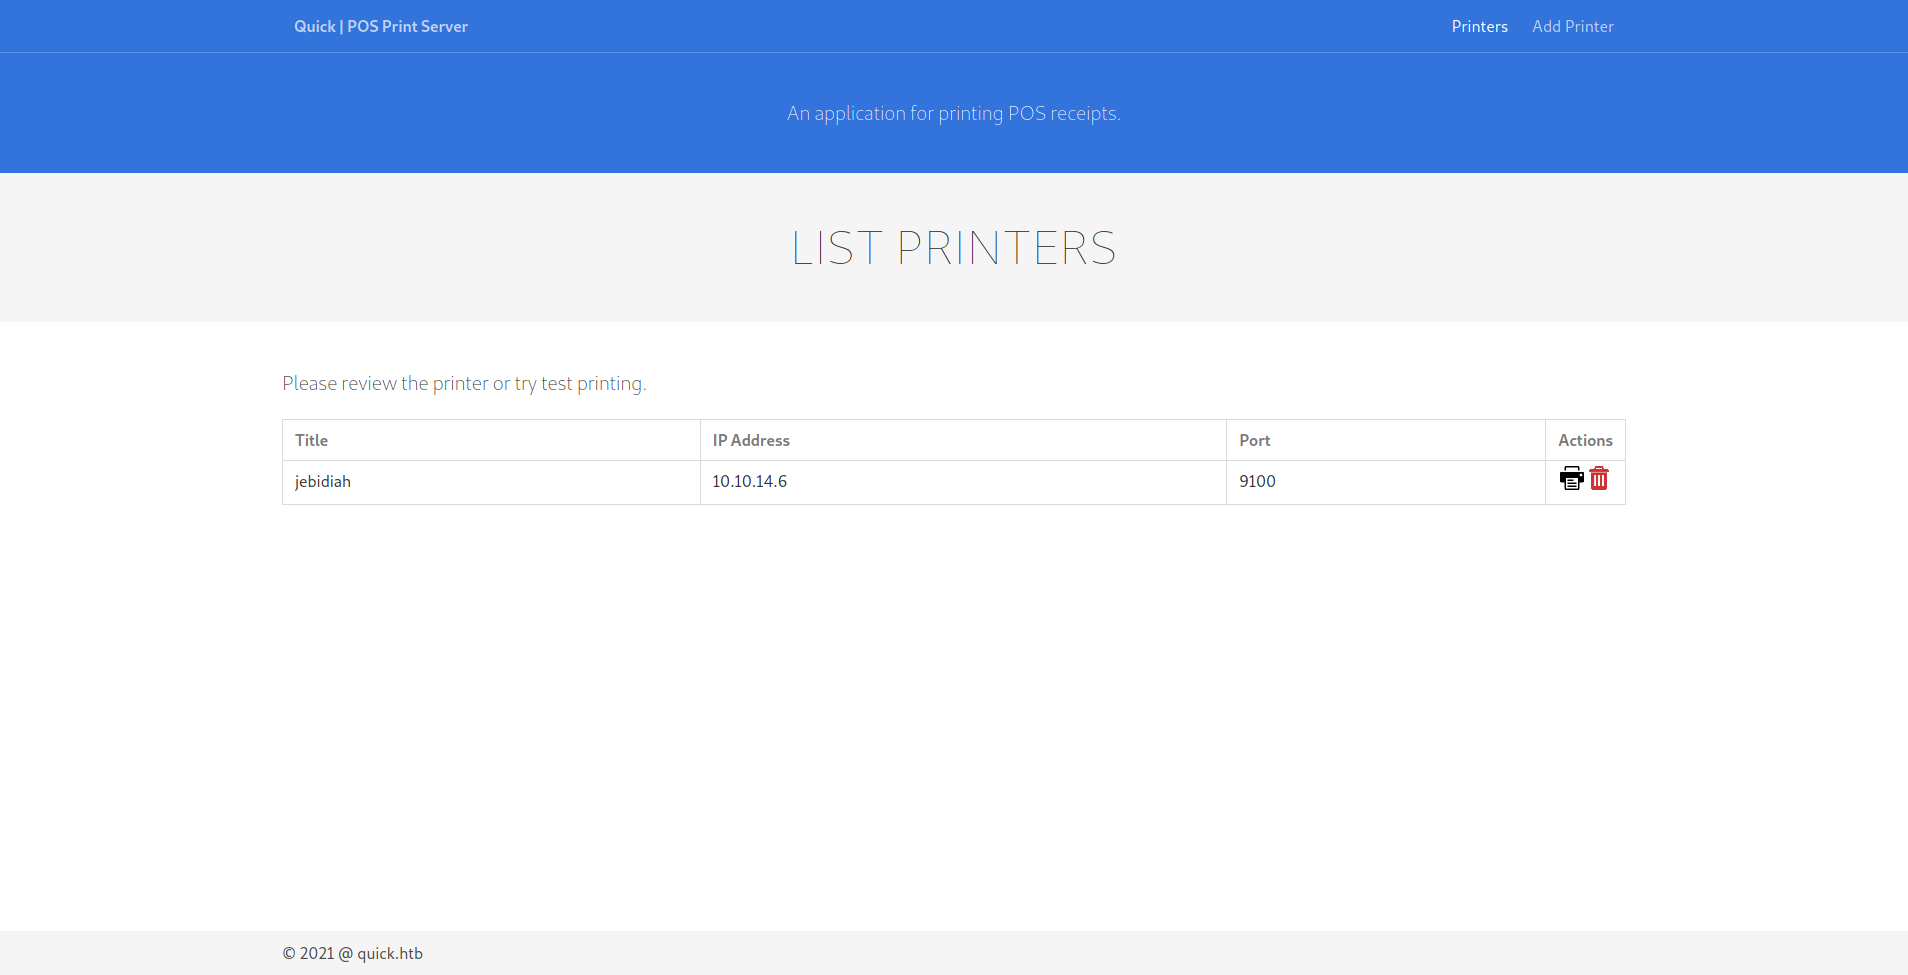 Quick | POS Print Server Printers Add Printer
An application for printing POS receipts.
LIST PRINTERS
Please review the printer or try test printing.
Title IP Address Port Actions
jebidiah 10.10.14.6 9100
© 2021 @ quick.htb